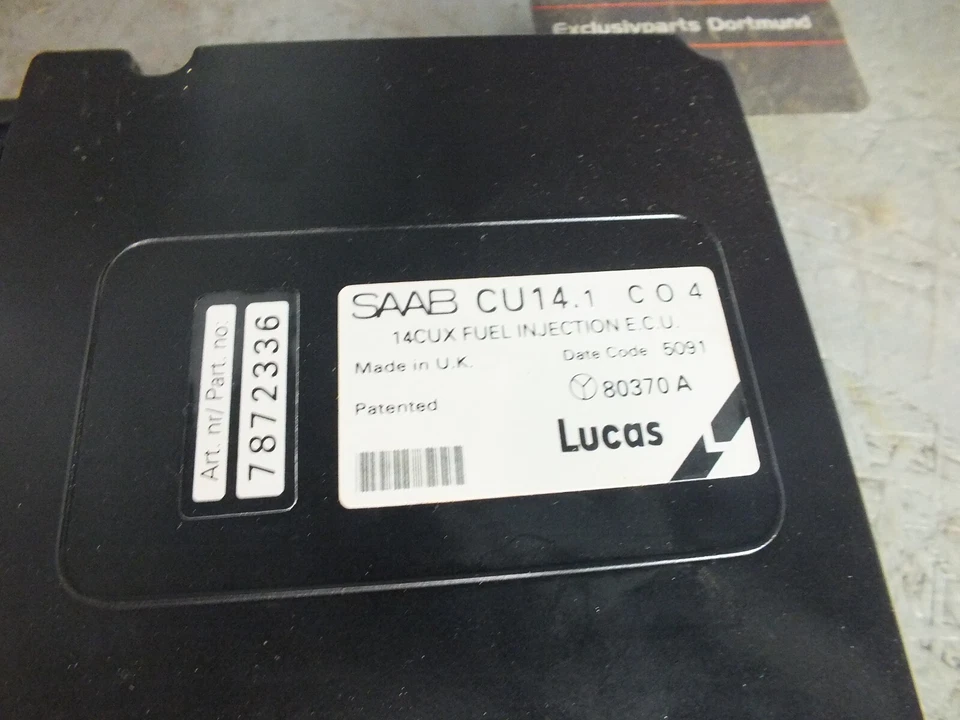 Exclusivparts Dortmund
SAAB CU14.1 C O 4
14CUX FUEL INJECTION E.C.U.
Made in U.K.
Date Code 5091
80370 A
Patented
Lucas
L
Art. nr/ Part. no:
7872336